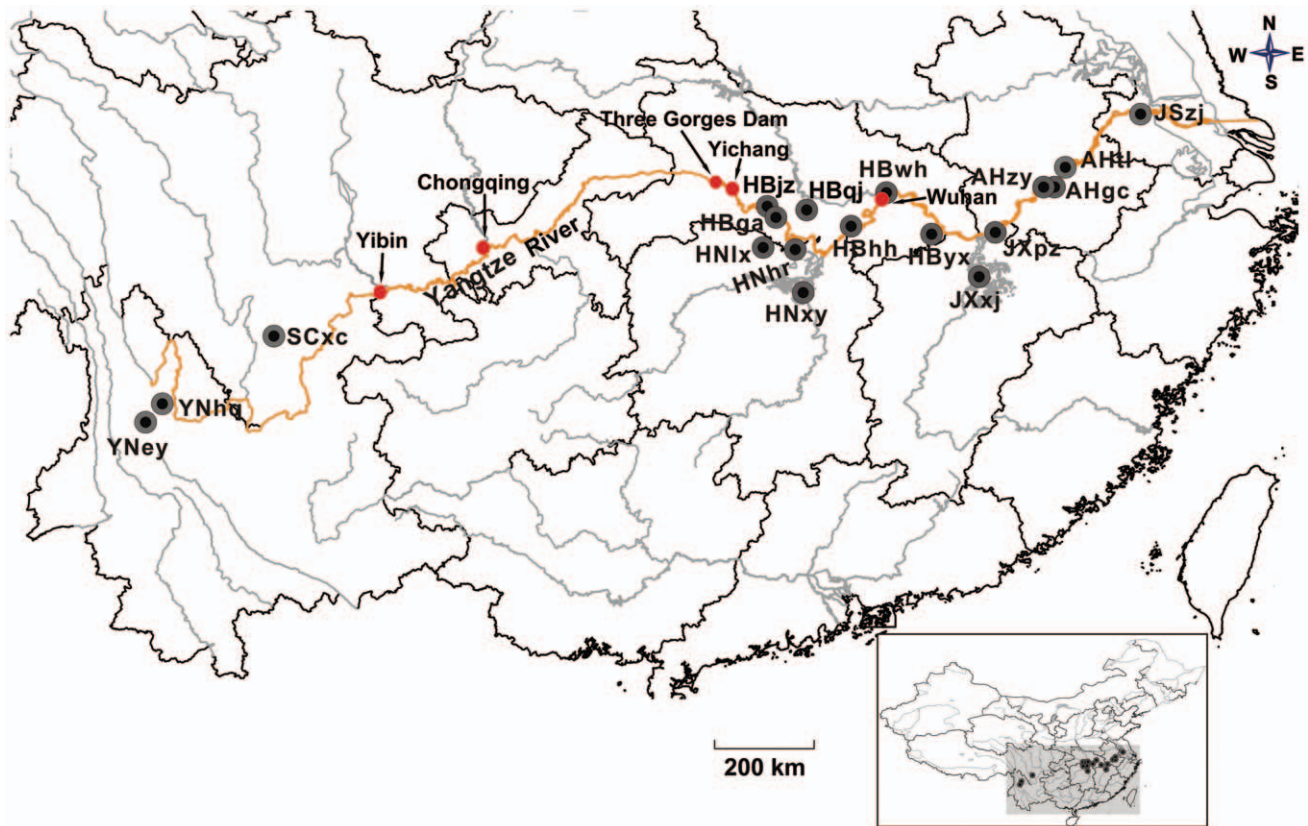 N
W E
S
JSzj
Three Gorges Dam
Yichang
AHtl
AHzy
AHgc
HBwh
HBjz
HBqj
Chongqing
Wuhan
HBga
Yibin
HNlx
HBhh
HByx
JXpz
Yangtze River
HNhr
JXxj
HNxy
SCxc
YNhq
YNey
200 km